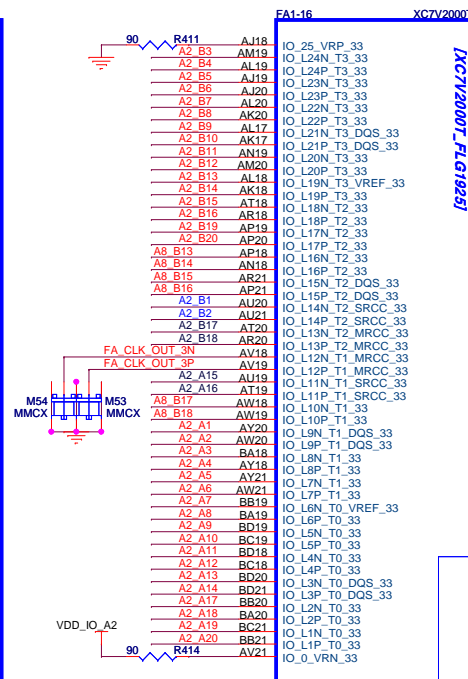 FA1-16 XC7V2000T
[XC7V2000T_FLG1925]
90 R411 AJ18 IO_25_VRP_33
A2_B3 AM19 IO_L24N_T3_33
A2_B4 AL19 IO_L24P_T3_33
A2_B5 AJ19 IO_L23N_T3_33
A2_B6 AJ20 IO_L23P_T3_33
A2_B7 AL20 IO_L22N_T3_33
A2_B8 AK20 IO_L22P_T3_33
A2_B9 AL17 IO_L21N_T3_DQS_33
A2_B10 AK17 IO_L21P_T3_DQS_33
A2_B11 AN19 IO_L20N_T3_33
A2_B12 AM20 IO_L20P_T3_33
A2_B13 AL18 IO_L19N_T3_VREF_33
A2_B14 AK18 IO_L19P_T3_33
A2_B15 AT18 IO_L18N_T2_33
A2_B16 AR18 IO_L18P_T2_33
A2_B19 AP19 IO_L17N_T2_33
A2_B20 AP20 IO_L17P_T2_33
A8_B13 AP18 IO_L16N_T2_33
A8_B14 AN18 IO_L16P_T2_33
A8_B15 AR21 IO_L15N_T2_DQS_33
A8_B16 AP21 IO_L15P_T2_DQS_33
A2_B1 AU20 IO_L14N_T2_SRCC_33
A2_B2 AU21 IO_L14P_T2_SRCC_33
A2_B17 AT20 IO_L13N_T2_MRCC_33
A2_B18 AR20 IO_L13P_T2_MRCC_33
FA_CLK_OUT_3N AV18 IO_L12N_T1_MRCC_33
FA_CLK_OUT_3P AV19 IO_L12P_T1_MRCC_33
A2_A15 AU19 IO_L11N_T1_SRCC_33
A2_A16 AT19 IO_L11P_T1_SRCC_33
M54 M53
MMCX MMCX
A8_B17 AW18 IO_L10N_T1_33
A8_B18 AW19 IO_L10P_T1_33
A2_A1 AY20 IO_L9N_T1_DQS_33
A2_A2 AW20 IO_L9P_T1_DQS_33
A2_A3 BA18 IO_L8N_T1_33
A2_A4 AY18 IO_L8P_T1_33
A2_A5 AY21 IO_L7N_T1_33
A2_A6 AW21 IO_L7P_T1_33
A2_A7 BB19 IO_L6N_T0_VREF_33
A2_A8 BA19 IO_L6P_T0_33
A2_A9 BD19 IO_L5N_T0_33
A2_A10 BC19 IO_L5P_T0_33
A2_A11 BD18 IO_L4N_T0_33
A2_A12 BC18 IO_L4P_T0_33
A2_A13 BD20 IO_L3N_T0_DQS_33
A2_A14 BD21 IO_L3P_T0_DQS_33
A2_A17 BB20 IO_L2N_T0_33
A2_A18 BA20 IO_L2P_T0_33
VDD_IO_A2 A2_A19 BC21 IO_L1N_T0_33
A2_A20 BB21 IO_L1P_T0_33
90 R414 AV21 IO_0_VRN_33